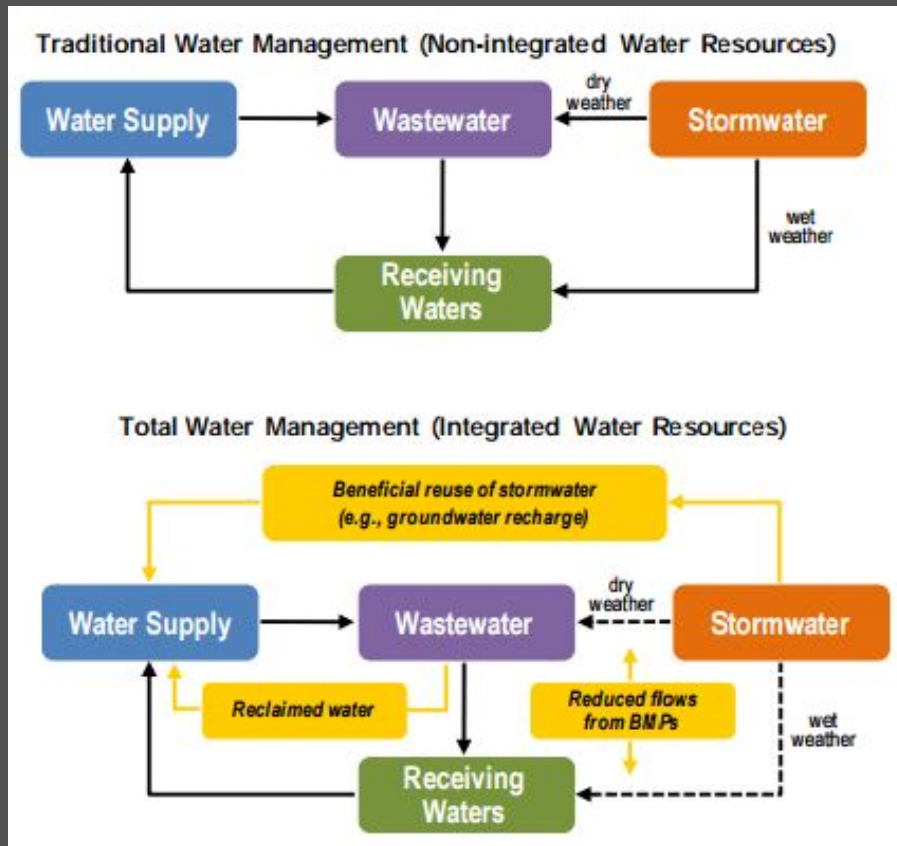 Traditional Water Management (Non-integrated Water Resources)
Water Supply
Wastewater
dry
weather
Stormwater
wet
weather
Receiving
Waters
Total Water Management (Integrated Water Resources)
Beneficial reuse of stormwater
(e.g., groundwater recharge)
Water Supply
Wastewater
dry
weather
Stormwater
Reclaimed water
Reduced flows
from BMPs
wet
weather
Receiving
Waters